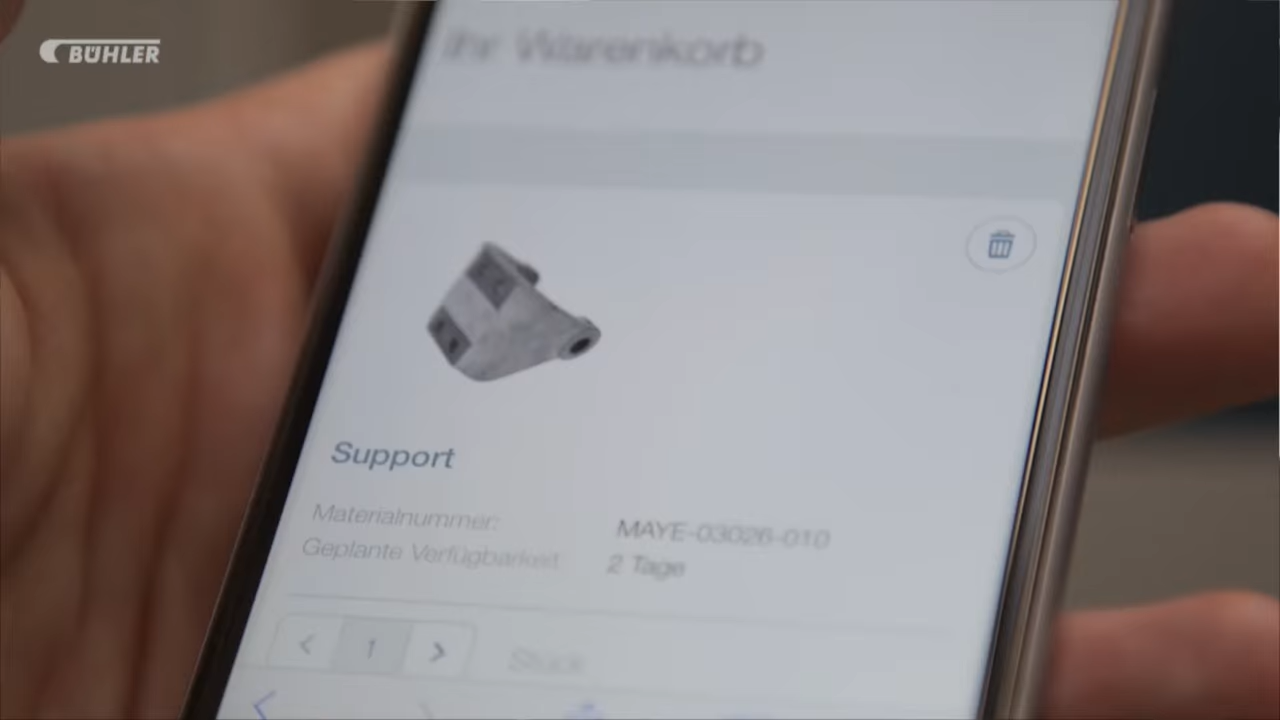 BÜHLER
Ihr Warenkorb
Support
Materialnummer: MAYE-03026-010
Geplante Verfügbarkeit: 2 Tage
1 Stück